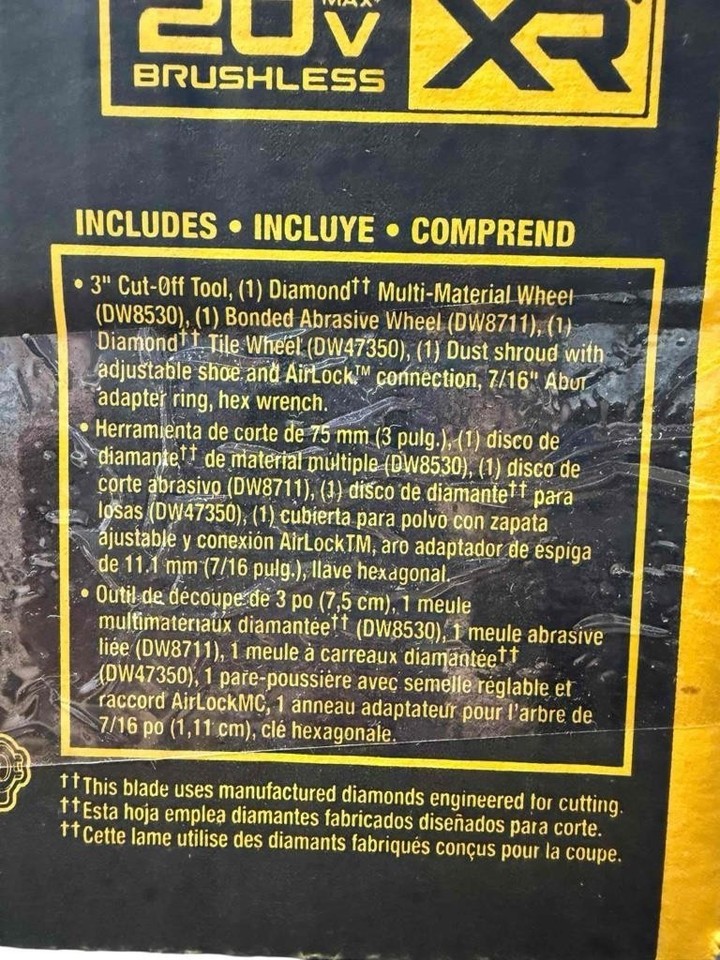 20V MAX*
BRUSHLESS
XR
INCLUDES • INCLUYE • COMPREND
• 3" Cut-Off Tool, (1) Diamond†† Multi-Material Wheel
(DW8530), (1) Bonded Abrasive Wheel (DW8711), (1)
Diamond†† Tile Wheel (DW47350), (1) Dust shroud with
adjustable shoe and AirLock™ connection, 7/16" Abor
adapter ring, hex wrench.
• Herramienta de corte de 75 mm (3 pulg.), (1) disco de
diamante†† de material múltiple (DW8530), (1) disco de
corte abrasivo (DW8711), (1) disco de diamante†† para
losas (DW47350), (1) cubierta para polvo con zapata
ajustable y conexión AirLockTM, aro adaptador de espiga
de 11.1 mm (7/16 pulg.), llave hexagonal.
• Outil de découpe de 3 po (7,5 cm), 1 meule
multimatériaux diamantée†† (DW8530), 1 meule abrasive
liée (DW8711), 1 meule à carreaux diamantée††
(DW47350), 1 pare-poussière avec semelle réglable et
raccord AirLockMC, 1 anneau adaptateur pour l'arbre de
7/16 po (1,11 cm), clé hexagonale.
††This blade uses manufactured diamonds engineered for cutting.
††Esta hoja emplea diamantes fabricados diseñados para corte.
††Cette lame utilise des diamants fabriqués conçus pour la coupe.